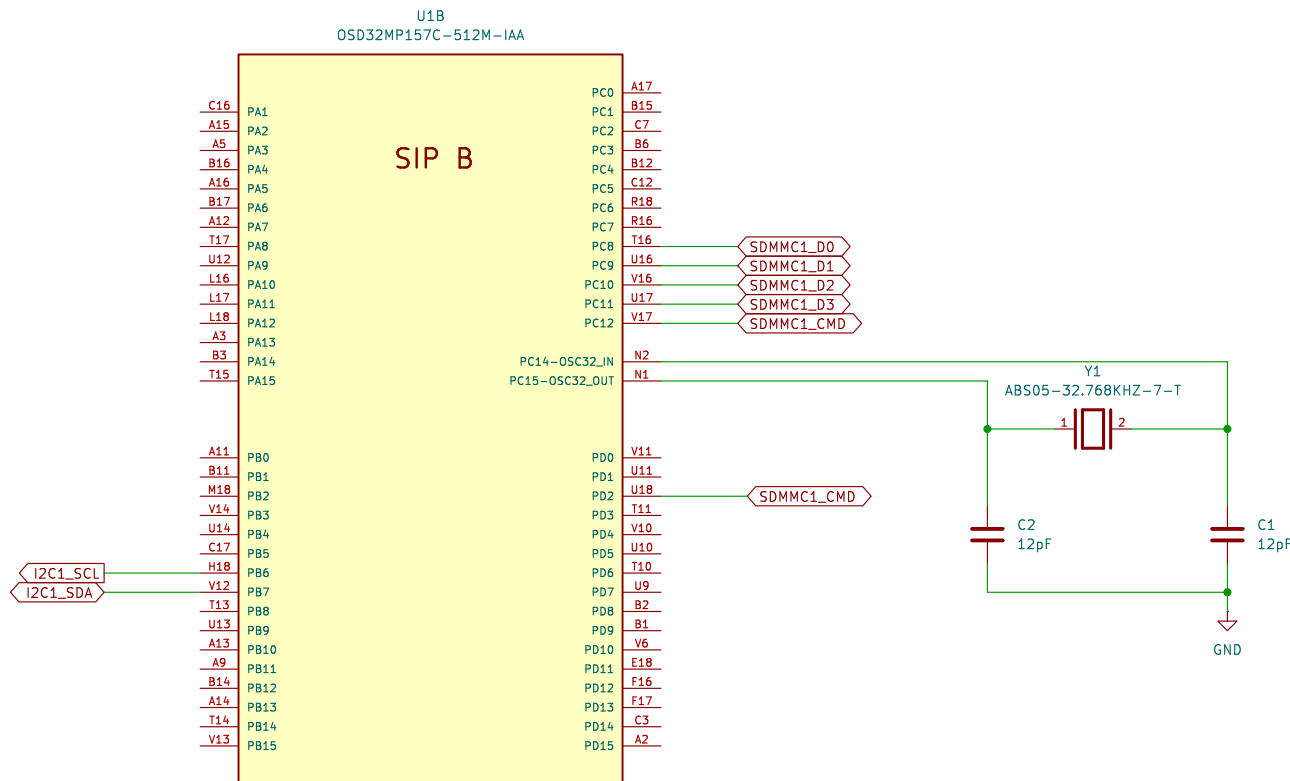 U1B
OSD32MP157C-512M-IAA
SIP B
C16 PA1
A15 PA2
A5 PA3
B16 PA4
A16 PA5
B17 PA6
A12 PA7
T17 PA8
U12 PA9
L16 PA10
L17 PA11
L18 PA12
A3 PA13
B3 PA14
T15 PA15
A11 PB0
B11 PB1
M18 PB2
V14 PB3
U14 PB4
C17 PB5
I2C1_SCL H18 PB6
I2C1_SDA V12 PB7
T13 PB8
U13 PB9
A13 PB10
A9 PB11
B14 PB12
A14 PB13
T14 PB14
V13 PB15
PC0 A17
PC1 B15
PC2 C7
PC3 B6
PC4 B12
PC5 C12
PC6 R18
PC7 R16
PC8 T16 SDMMC1_D0
PC9 U16 SDMMC1_D1
PC10 V16 SDMMC1_D2
PC11 U17 SDMMC1_D3
PC12 V17 SDMMC1_CMD
PC14-OSC32_IN N2
PC15-OSC32_OUT N1
PD0 V11
PD1 U11
PD2 U18 SDMMC1_CMD
PD3 T11
PD4 V10
PD5 U10
PD6 T10
PD7 U9
PD8 B2
PD9 B1
PD10 V6
PD11 E18
PD12 F16
PD13 F17
PD14 C3
PD15 A2
Y1
ABS05-32.768KHZ-7-T
1 2
C2
12pF
C1
12pF
GND